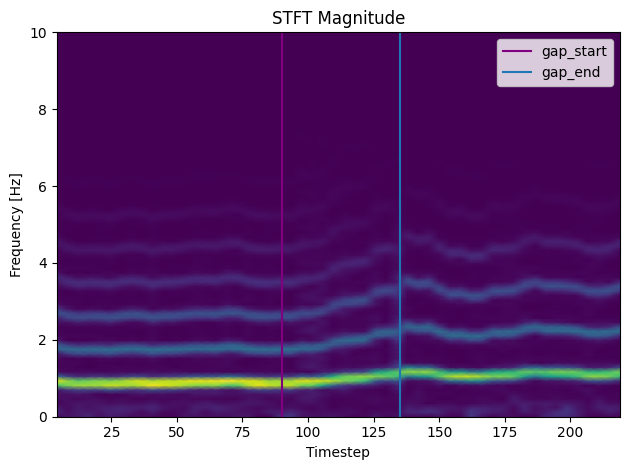 STFT Magnitude
10
8
6
4
2
0
Frequency [Hz]
gap_start
gap_end
25 50 75 100 125 150 175 200
Timestep